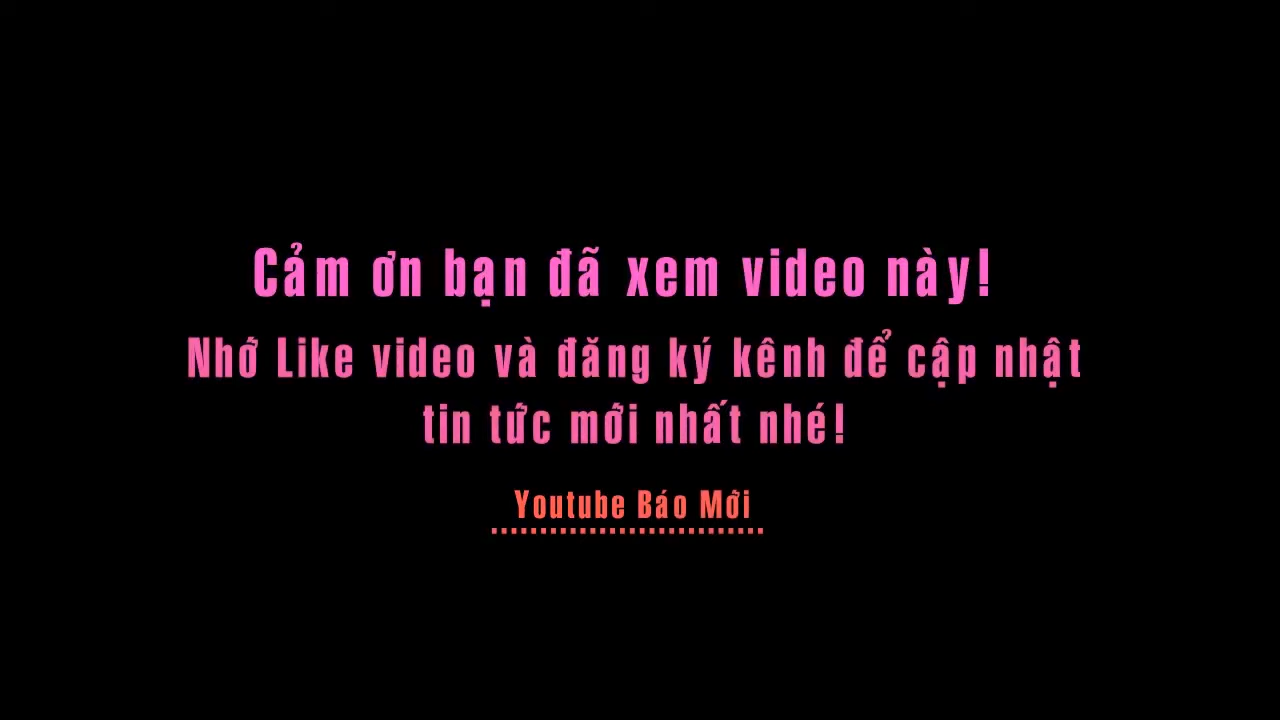 Cảm ơn bạn đã xem video này!
Nhớ Like video và đăng ký kênh để cập nhật
tin tức mới nhất nhé!
Youtube Báo Mới